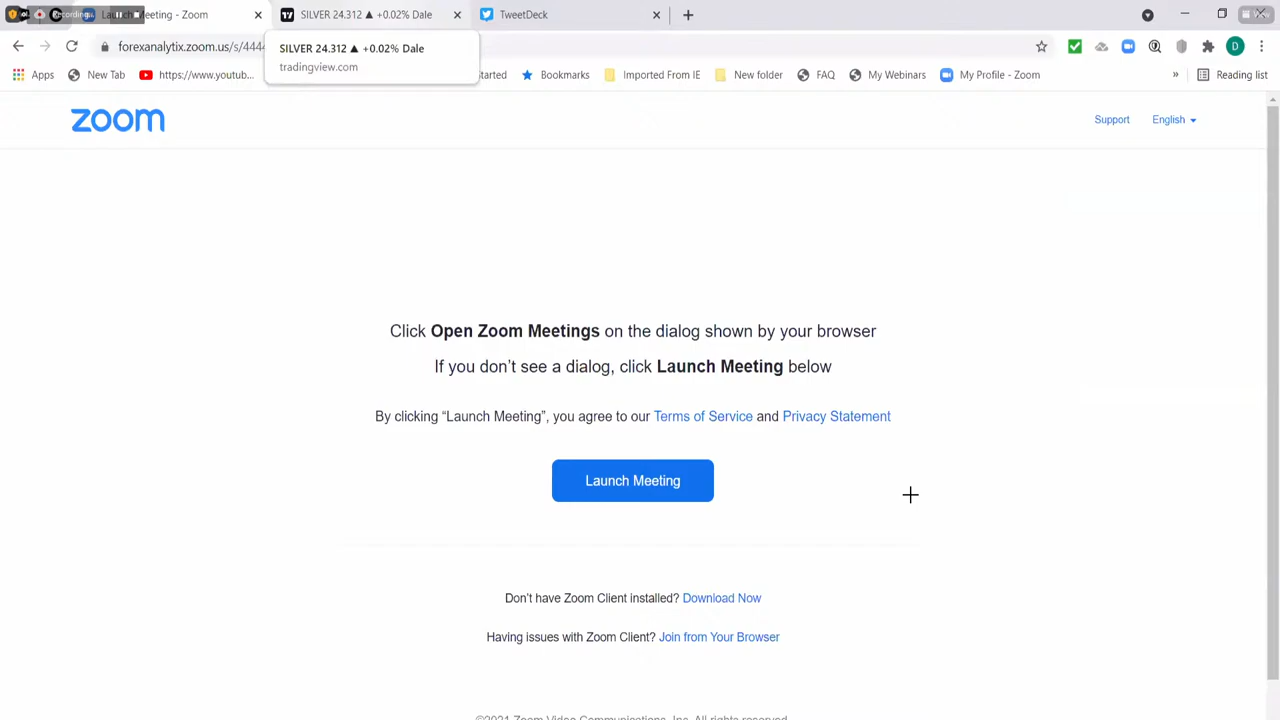 Recording...
Launch Meeting - Zoom
SILVER 24.312 ▲ +0.02% Dale
TweetDeck
forexanalytix.zoom.us/s/4444
SILVER 24.312 ▲ +0.02% Dale
tradingview.com
D
Apps
New Tab
https://www.youtub...
Started
Bookmarks
Imported From IE
New folder
FAQ
My Webinars
My Profile - Zoom
»
Reading list
zoom
Support
English
Click Open Zoom Meetings on the dialog shown by your browser
If you don't see a dialog, click Launch Meeting below
By clicking “Launch Meeting”, you agree to our Terms of Service and Privacy Statement
Launch Meeting
Don't have Zoom Client installed? Download Now
Having issues with Zoom Client? Join from Your Browser
©2021 Zoom Video Communications, Inc. All rights reserved.